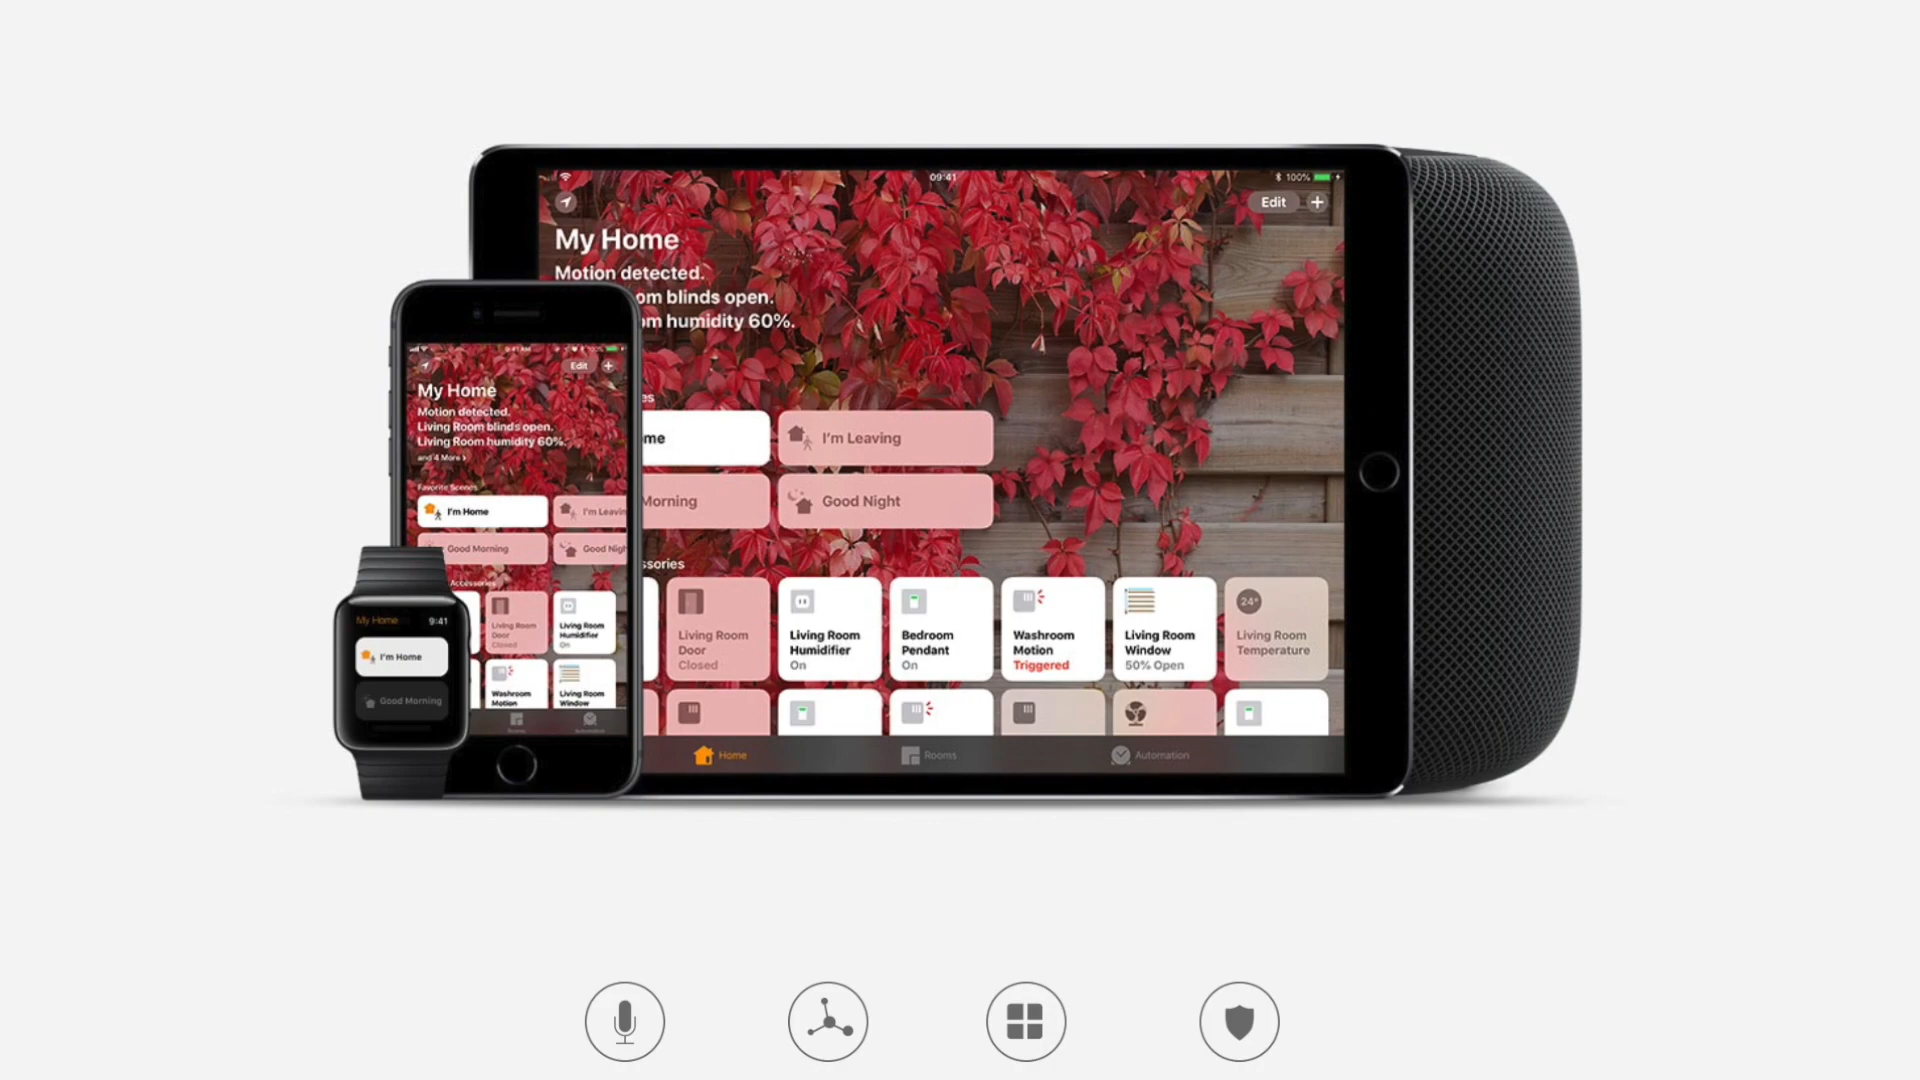 09:41
100%
Edit
My Home
Motion detected.
om blinds open.
om humidity 60%.
es
me
I'm Leaving
Morning
Good Night
ssories
Living Room
Door
Closed
Living Room
Humidifier
On
Bedroom
Pendant
On
Washroom
Motion
Triggered
Living Room
Window
50% Open
24°
Living Room
Temperature
Home
Rooms
Automation
Edit
My Home
Motion detected.
Living Room blinds open.
Living Room humidity 60%.
and 4 More ›
Favorite Scenes
I'm Home
I'm Leavin
Good Morning
Good Nigh
Accessories
Living Room
Door
Closed
Living Room
Humidifier
On
Washroom
Motion
Living Room
Window
Rooms
Automation
My Home
9:41
I'm Home
Good Morning